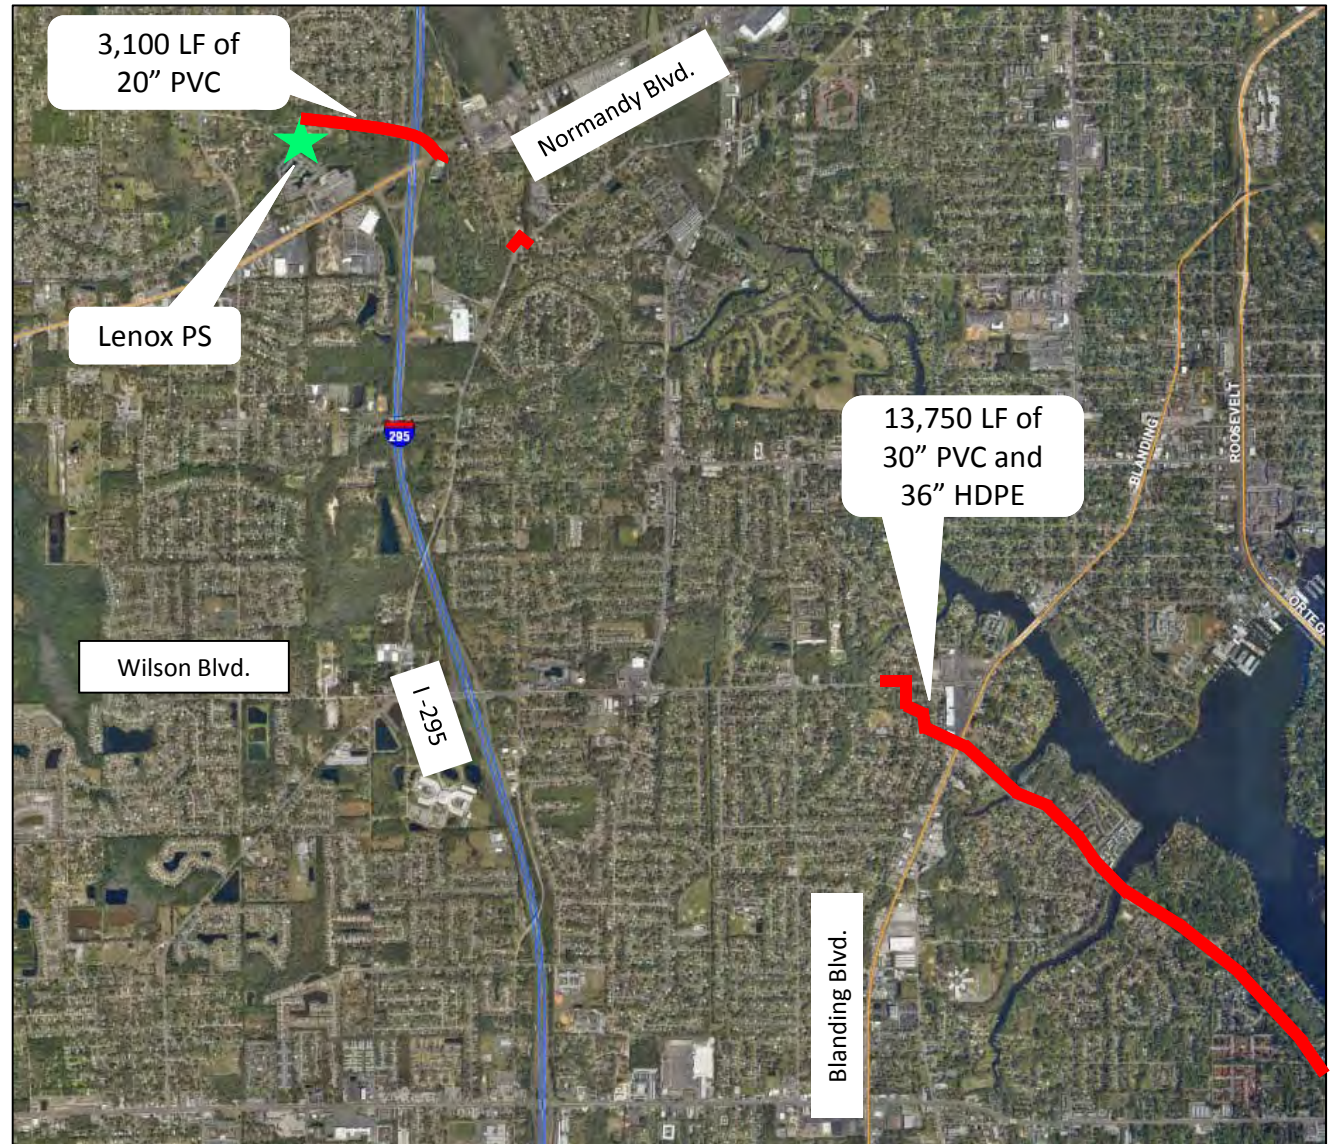 3,100 LF of
20” PVC
Normandy Blvd.
Lenox PS
295
13,750 LF of
30” PVC and
36” HDPE
BLANDING
ROOSEVELT
ORTEGA
Wilson Blvd.
I -295
Blanding Blvd.